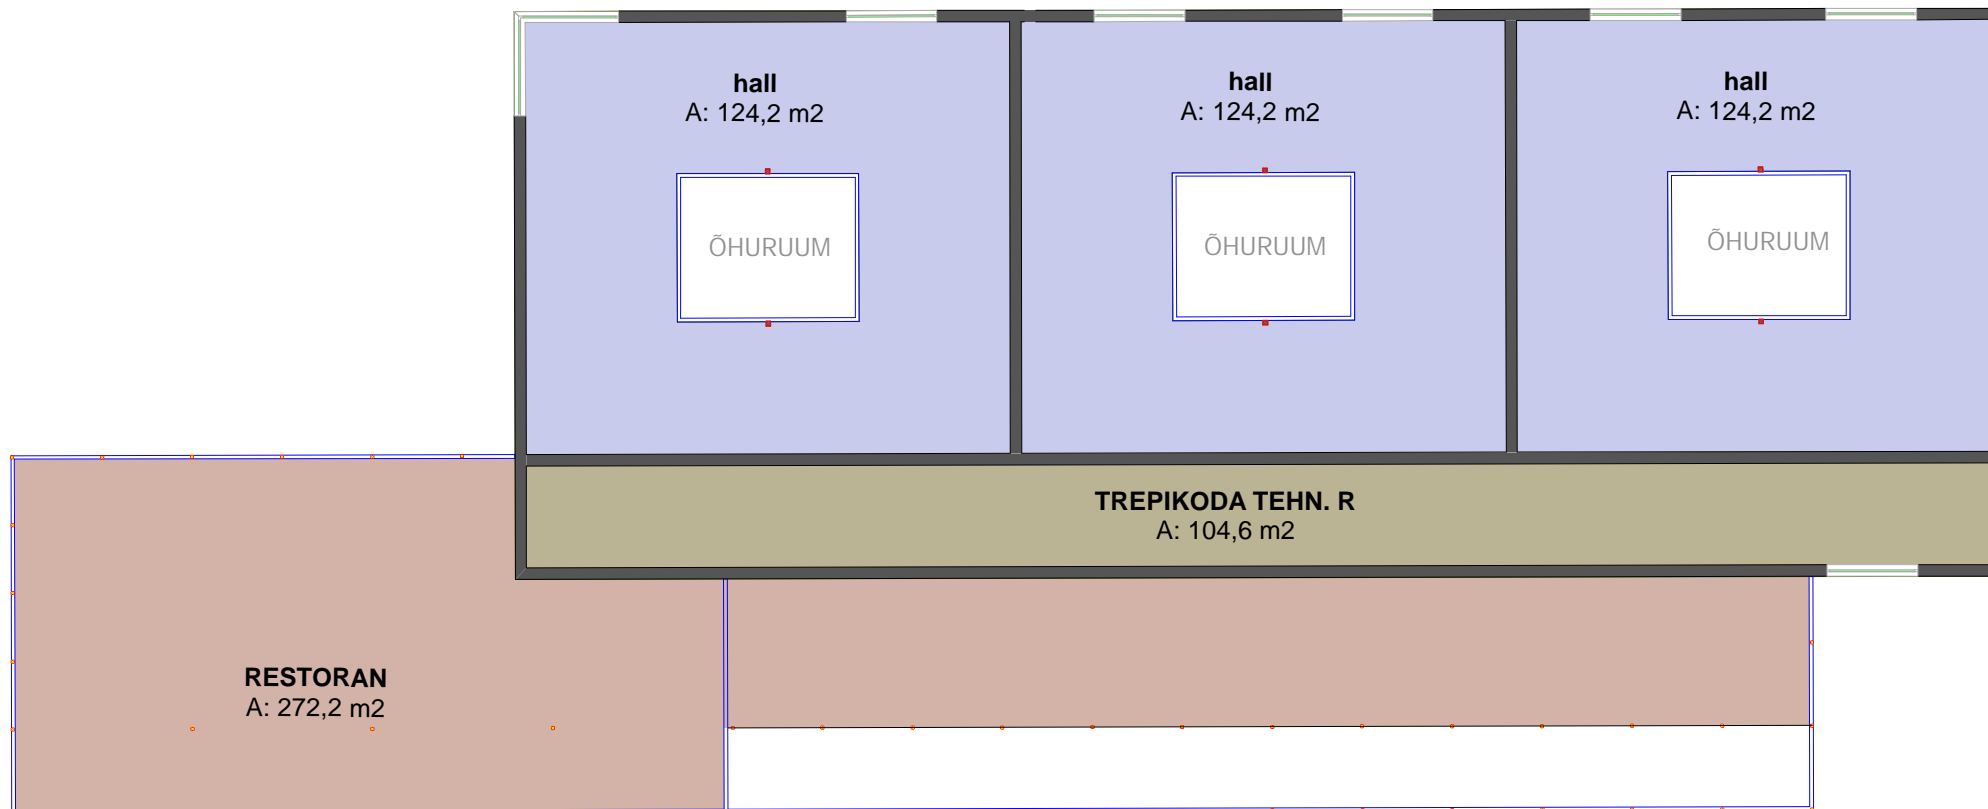 hall
A: 124,2 m2
hall
A: 124,2 m2
hall
A: 124,2 m2
ÕHURUUM
ÕHURUUM
ÕHURUUM
TREPIKODA TEHN. R
A: 104,6 m2
RESTORAN
A: 272,2 m2